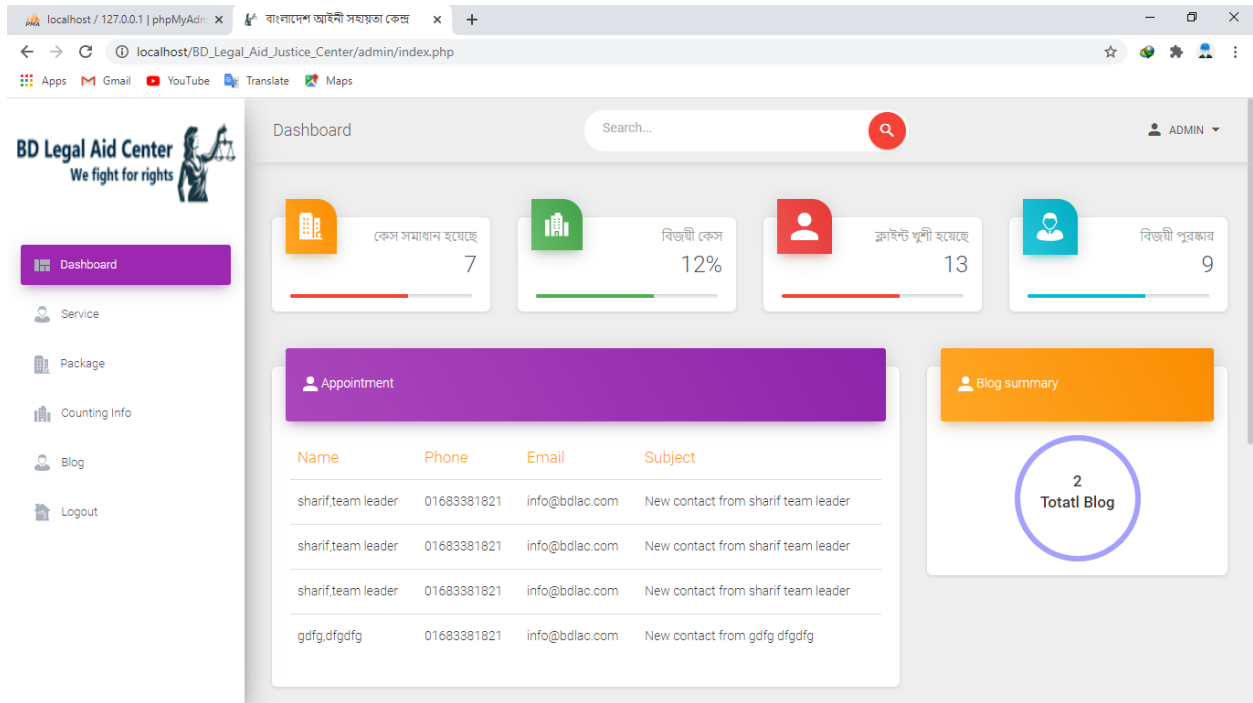 localhost / 127.0.0.1 | phpMyAdm
বাংলাদেশ আইনী সহায়তা কেন্দ্র
localhost/BD_Legal_Aid_Justice_Center/admin/index.php
Apps Gmail YouTube Translate Maps
BD Legal Aid Center
We fight for rights
Dashboard
Search...
ADMIN
Dashboard
Service
Package
Counting Info
Blog
Logout
কেস সমাধান হয়েছে
7
বিজয়ী কেস
12%
ক্লাইন্ট খুশী হয়েছে
13
বিজয়ী পুরষ্কার
9
Appointment
Name Phone Email Subject
sharif,team leader 01683381821 info@bdlac.com New contact from sharif team leader
sharif,team leader 01683381821 info@bdlac.com New contact from sharif team leader
sharif,team leader 01683381821 info@bdlac.com New contact from sharif team leader
gdfg,dfgdfg 01683381821 info@bdlac.com New contact from gdfg dfgdfg
Blog summary
2
Totatl Blog